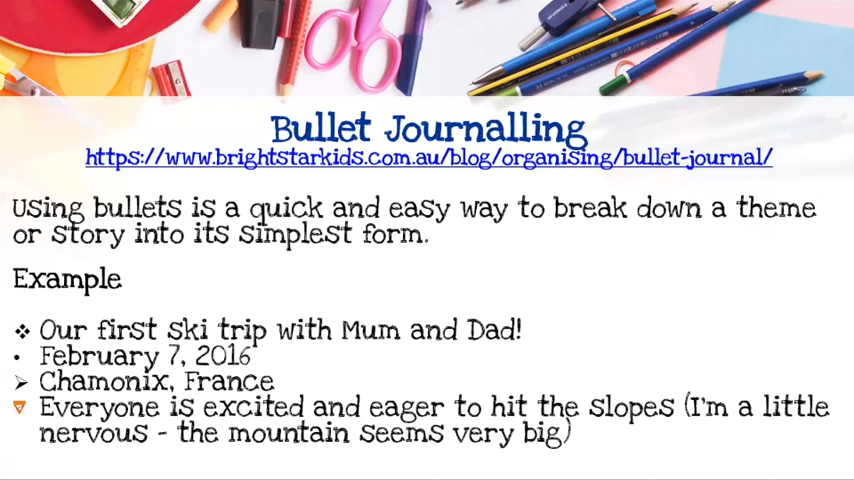 Bullet Journalling
https://www.brightstarkids.com.au/blog/organising/bullet-journal/
Using bullets is a quick and easy way to break down a theme
or story into its simplest form.
Example
❖ Our first ski trip with Mum and Dad!
• February 7, 2016
➢ Chamonix, France
Everyone is excited and eager to hit the slopes (I'm a little
nervous - the mountain seems very big)